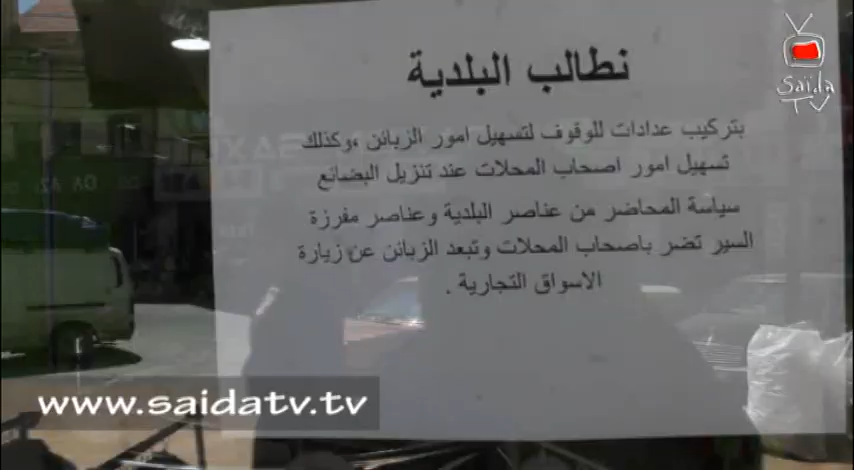 نطالب البلدية
بتركيب عدادات للوقوف لتسهيل امور الزبائن ،وكذلك
تسهيل امور اصحاب المحلات عند تنزيل البضائع
سياسة المحاضر من عناصر البلدية وعناصر مفرزة
السير تضر باصحاب المحلات وتبعد الزبائن عن زيارة
الاسواق التجارية .
Saida
TV
www.saidatv.tv